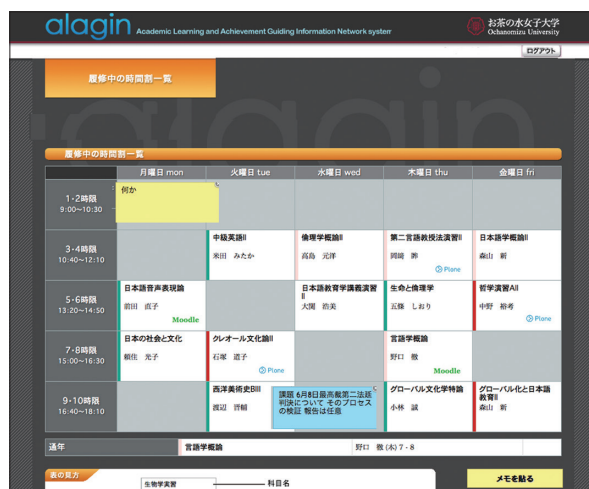 alagin Academic Learning and Achievement Guiding Information Network system
お茶の水女子大学
Ochanomizu University
ログアウト
履修中の時間割一覧
履修中の時間割一覧
月曜日 mon 火曜日 tue 水曜日 wed 木曜日 thu 金曜日 fri
1・2時限
9:00~10:30
何か
3・4時限
10:40~12:10
中級英語II
米田 みたか
倫理学概論II
高島 元洋
第二言語教授法演習II
岡崎 眸
Plone
日本語学概論II
森山 新
5・6時限
13:20~14:50
日本語音声表現論
前田 直子
Moodle
日本語教育学講義演習
II
大関 浩美
生命と倫理学
五條 しおり
哲学演習AII
中野 裕考
Plone
7・8時限
15:00~16:30
日本の社会と文化
頼住 光子
クレオール文化論II
石塚 道子
Plone
言語学概論
野口 徹
Moodle
9・10時限
16:40~18:10
西洋美術史BIII
渡辺 晋輔
課題 6月8日最高裁第二法廷
判決について そのプロセス
の検証 報告は任意
グローバル文化学特論
小林 誠
グローバル化と日本語
教育II
森山 新
通年 言語学概論 野口 徹 (木) 7・8
表の見方
生物学実習 科目名
メモを貼る